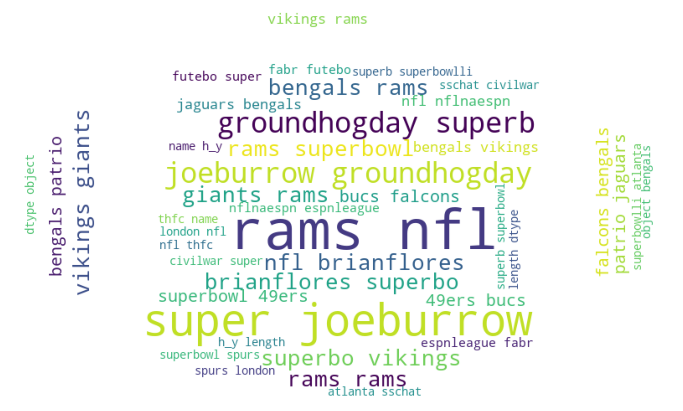 vikings rams
fabr futebo
superb superbowlli
futebo super
bengals rams
sschat civilwar
jaguars bengals
nfl nflnaespn
groundhogday superb
name h_y
rams superbowl
bengals vikings
joeburrow groundhogday
giants rams
bucs falcons
nflnaespn espnleague
thfc name
london nfl
nfl thfc
rams nfl
superb superbowl
length dtype
civilwar super
nfl brianflores
brianflores superbo
superbowl 49ers
49ers bucs
super joeburrow
h_y length
espnleague fabr
superbowl spurs
superbo vikings
spurs london
rams rams
atlanta sschat
dtype object
bengals patrio
vikings giants
falcons bengals
patrio jaguars
superbowlli atlanta
object bengals